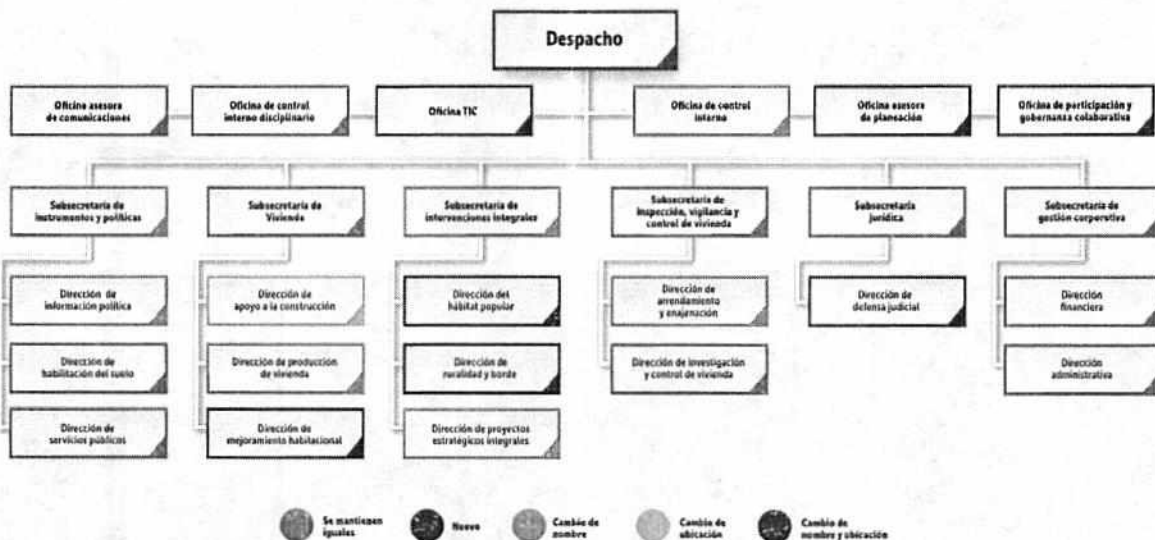 Despacho
Oficina asesora
de comunicaciones
Oficina de control
interno disciplinario
Oficina TIC
Oficina de control
interno
Oficina asesora
de planeación
Oficina de participación y
gobernanza colaborativa
Subsecretaría de
instrumentos y políticas
Subsecretaría de
Vivienda
Subsecretaría de
intervenciones integrales
Subsecretaría de
inspección, vigilancia y
control de vivienda
Subsecretaría
jurídica
Subsecretaría de
gestión corporativa
Dirección de
información política
Dirección de
apoyo a la construcción
Dirección del
hábitat popular
Dirección de
arrendamiento
y enajenación
Dirección de
defensa judicial
Dirección
financiera
Dirección de
habilitación del suelo
Dirección de producción
de vivienda
Dirección de
ruralidad y borde
Dirección de investigación
y control de vivienda
Dirección
administrativa
Dirección de
servicios públicos
Dirección de
mejoramiento habitacional
Dirección de proyectos
estratégicos integrales
Se mantienen
iguales
Nuevo
Cambio de
nombre
Cambio de
ubicación
Cambio de
nombre y ubicación